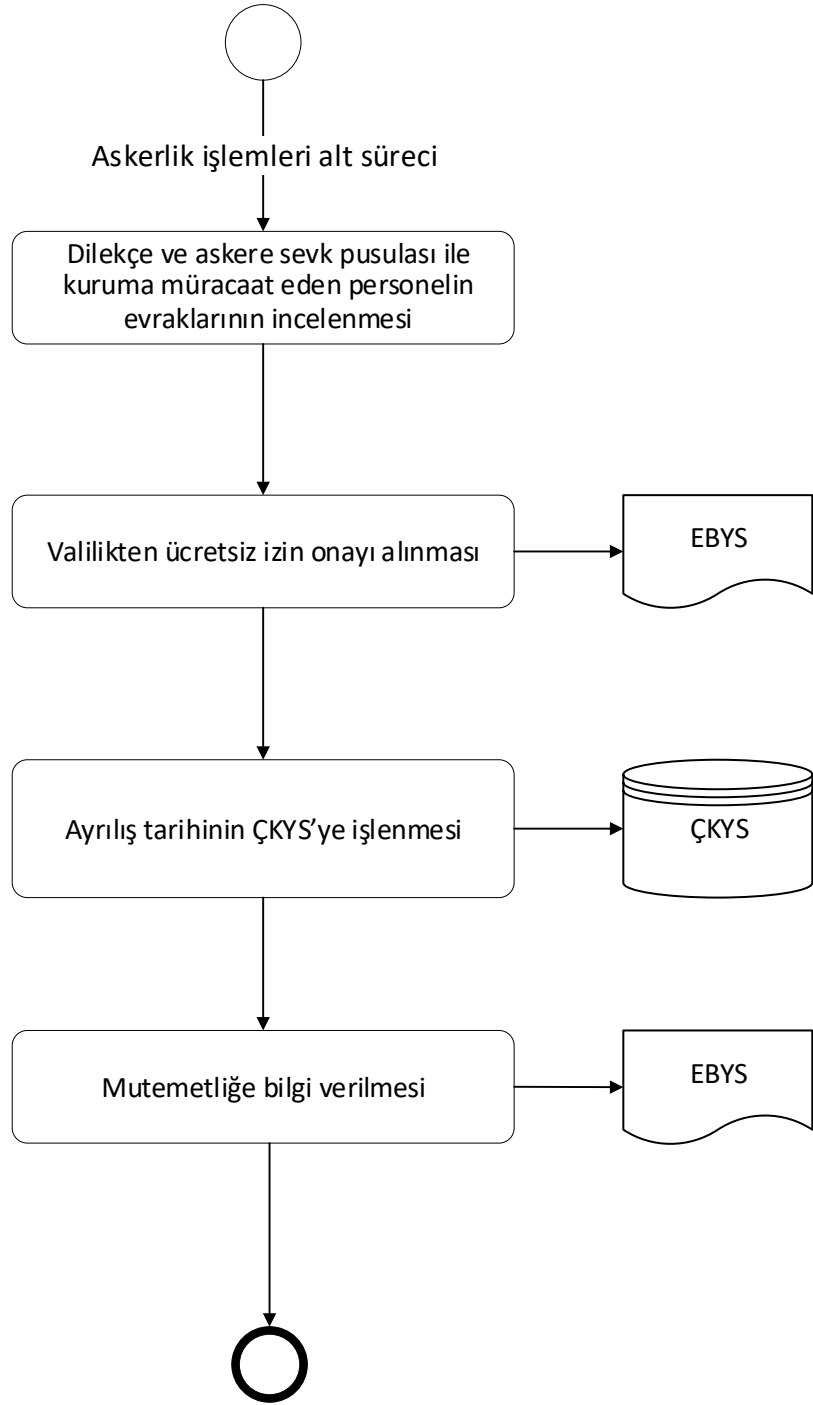 Askerlik işlemleri alt süreci
Dilekçe ve askere sevk pusulası ile
kuruma müracaat eden personelin
evraklarının incelenmesi
Valilikten ücretsiz izin onayı alınması
EBYS
Ayrılış tarihinin ÇKYS’ye işlenmesi
ÇKYS
Mutemetliğe bilgi verilmesi
EBYS